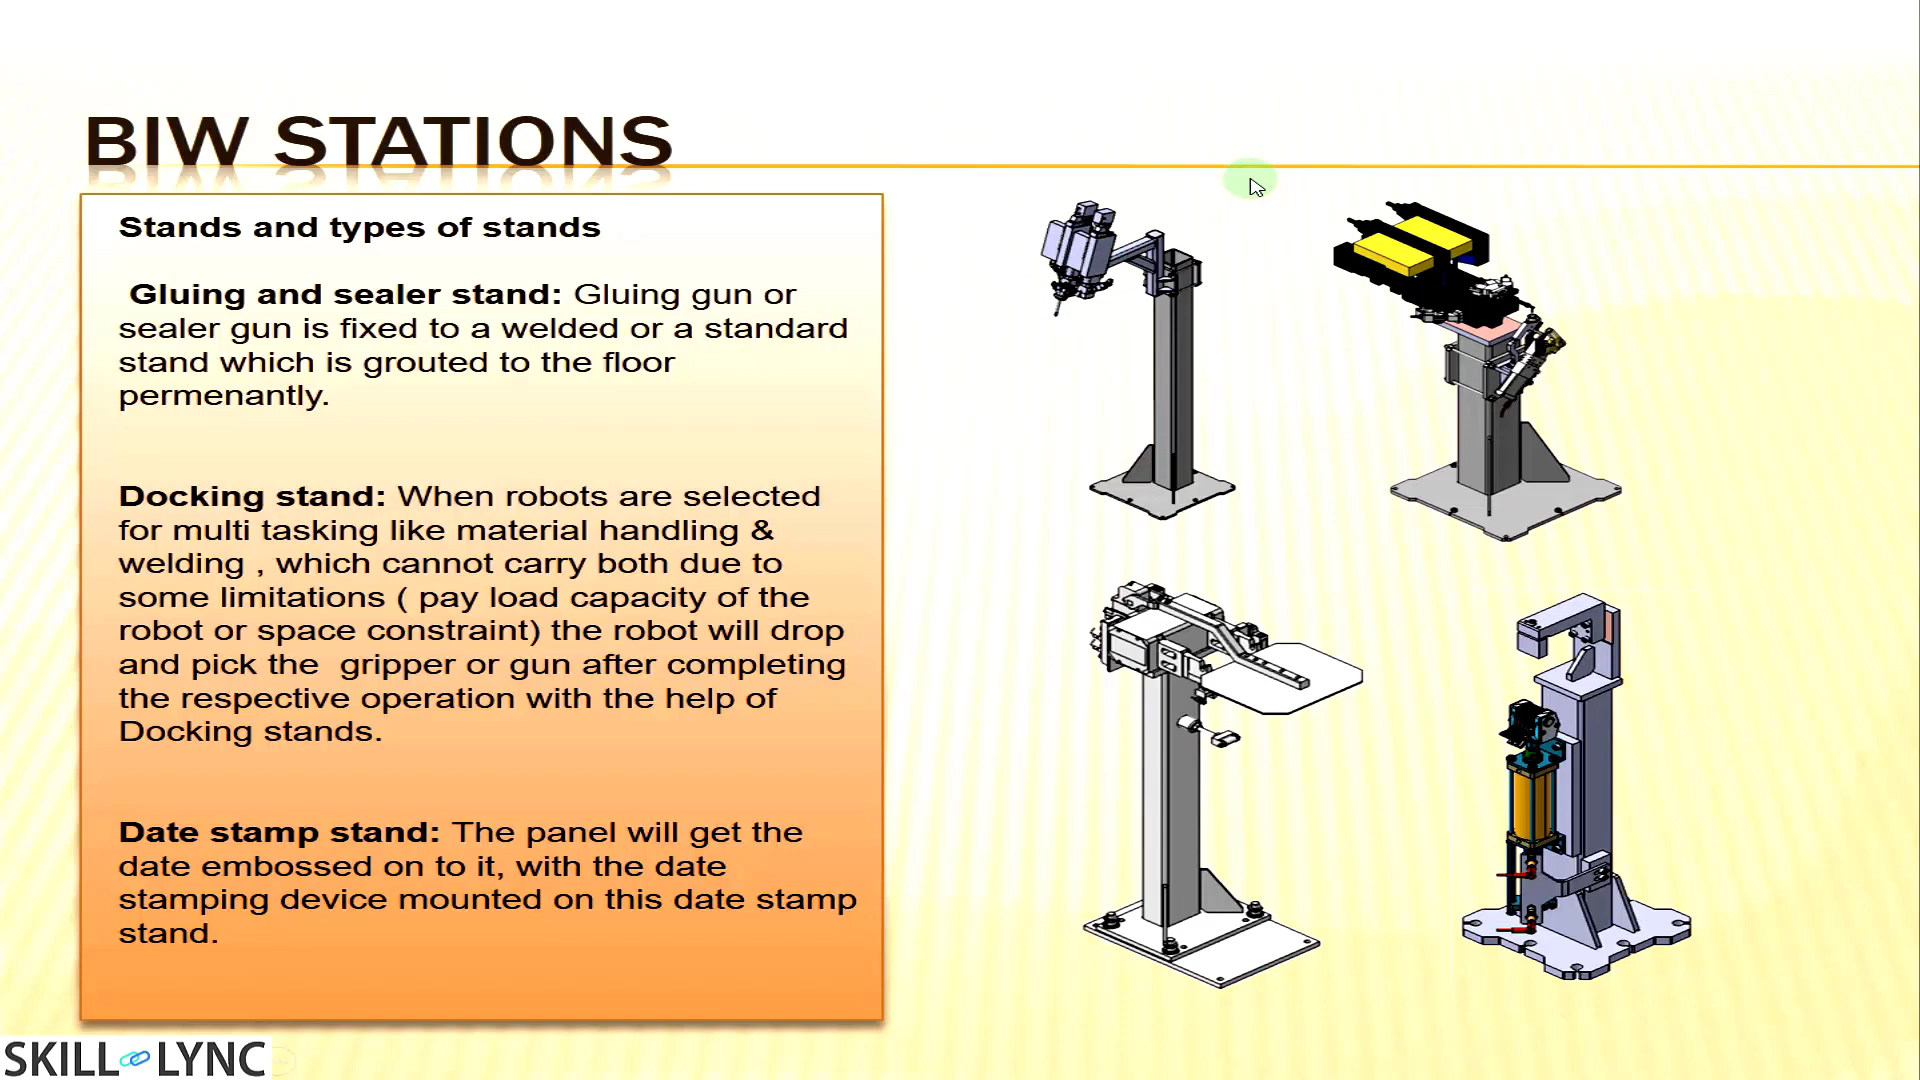 BIW STATIONS
Stands and types of stands
Gluing and sealer stand: Gluing gun or
sealer gun is fixed to a welded or a standard
stand which is grouted to the floor
permenantly.
Docking stand: When robots are selected
for multi tasking like material handling &
welding , which cannot carry both due to
some limitations ( pay load capacity of the
robot or space constraint) the robot will drop
and pick the  gripper or gun after completing
the respective operation with the help of
Docking stands.
Date stamp stand: The panel will get the
date embossed on to it, with the date
stamping device mounted on this date stamp
stand.
SKILL LYNC